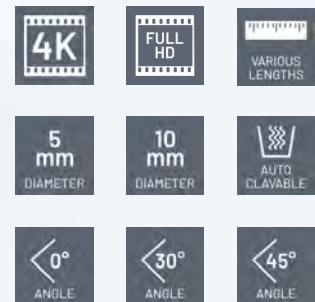 4K
FULL
HD
VARIOUS
LENGTHS
5
mm
DIAMETER
10
mm
DIAMETER
AUTO
CLAVABLE
0°
ANGLE
30°
ANGLE
45°
ANGLE